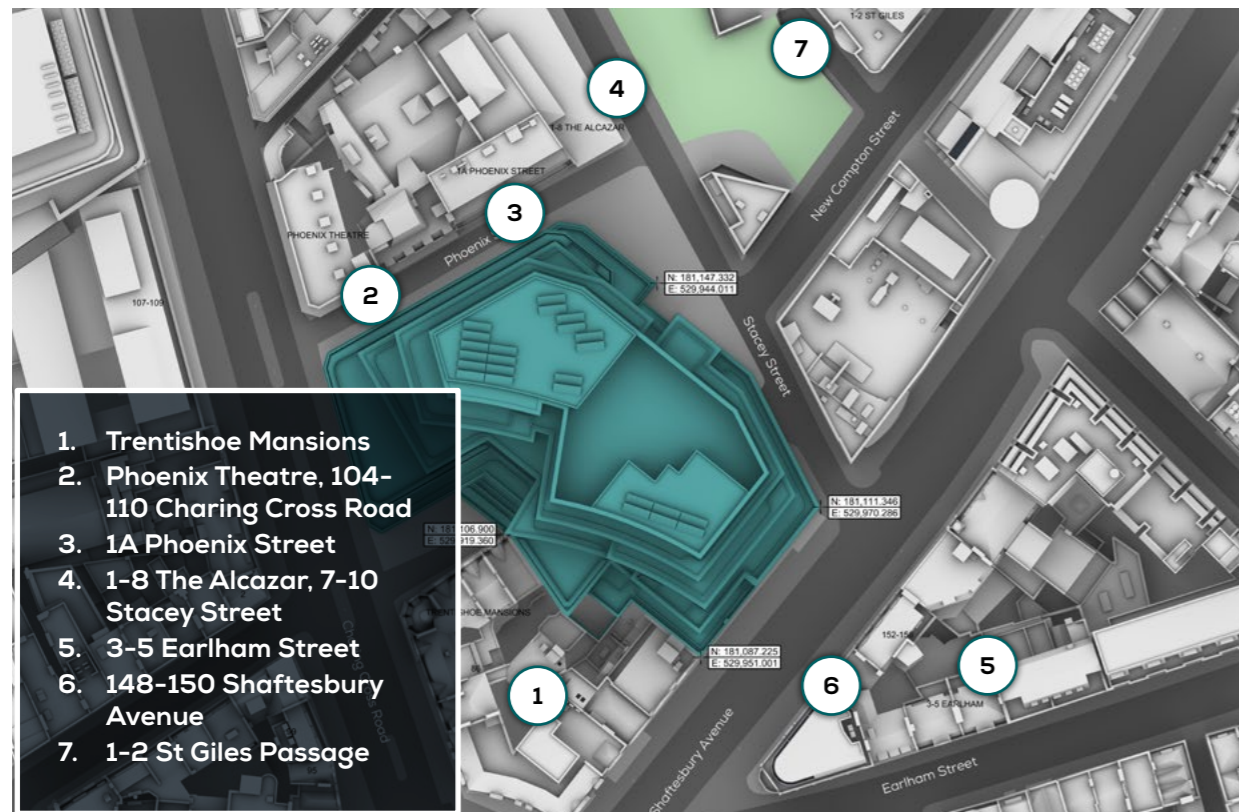 1-2 ST GILES
7
4
1-8 THE ALCAZAR
New Compton Street
1A PHOENIX STREET
3
PHOENIX THEATRE
Phoenix
2
107-109
N: 181,147.332
E: 529,944.011
Stacey Street
1. Trentishoe Mansions
2. Phoenix Theatre, 104-
110 Charing Cross Road
3. 1A Phoenix Street
4. 1-8 The Alcazar, 7-10
Stacey Street
5. 3-5 Earlham Street
6. 148-150 Shaftesbury
Avenue
7. 1-2 St Giles Passage
N: 181,111.346
E: 529,970.286
N: 181,106.900
E: 529,919.360
TRENTISHOE MANSIONS
N: 181,087.225
E: 529,951.001
1
6
5
3-5 EARLHAM
Shaftesbury Avenue
Earlham Street